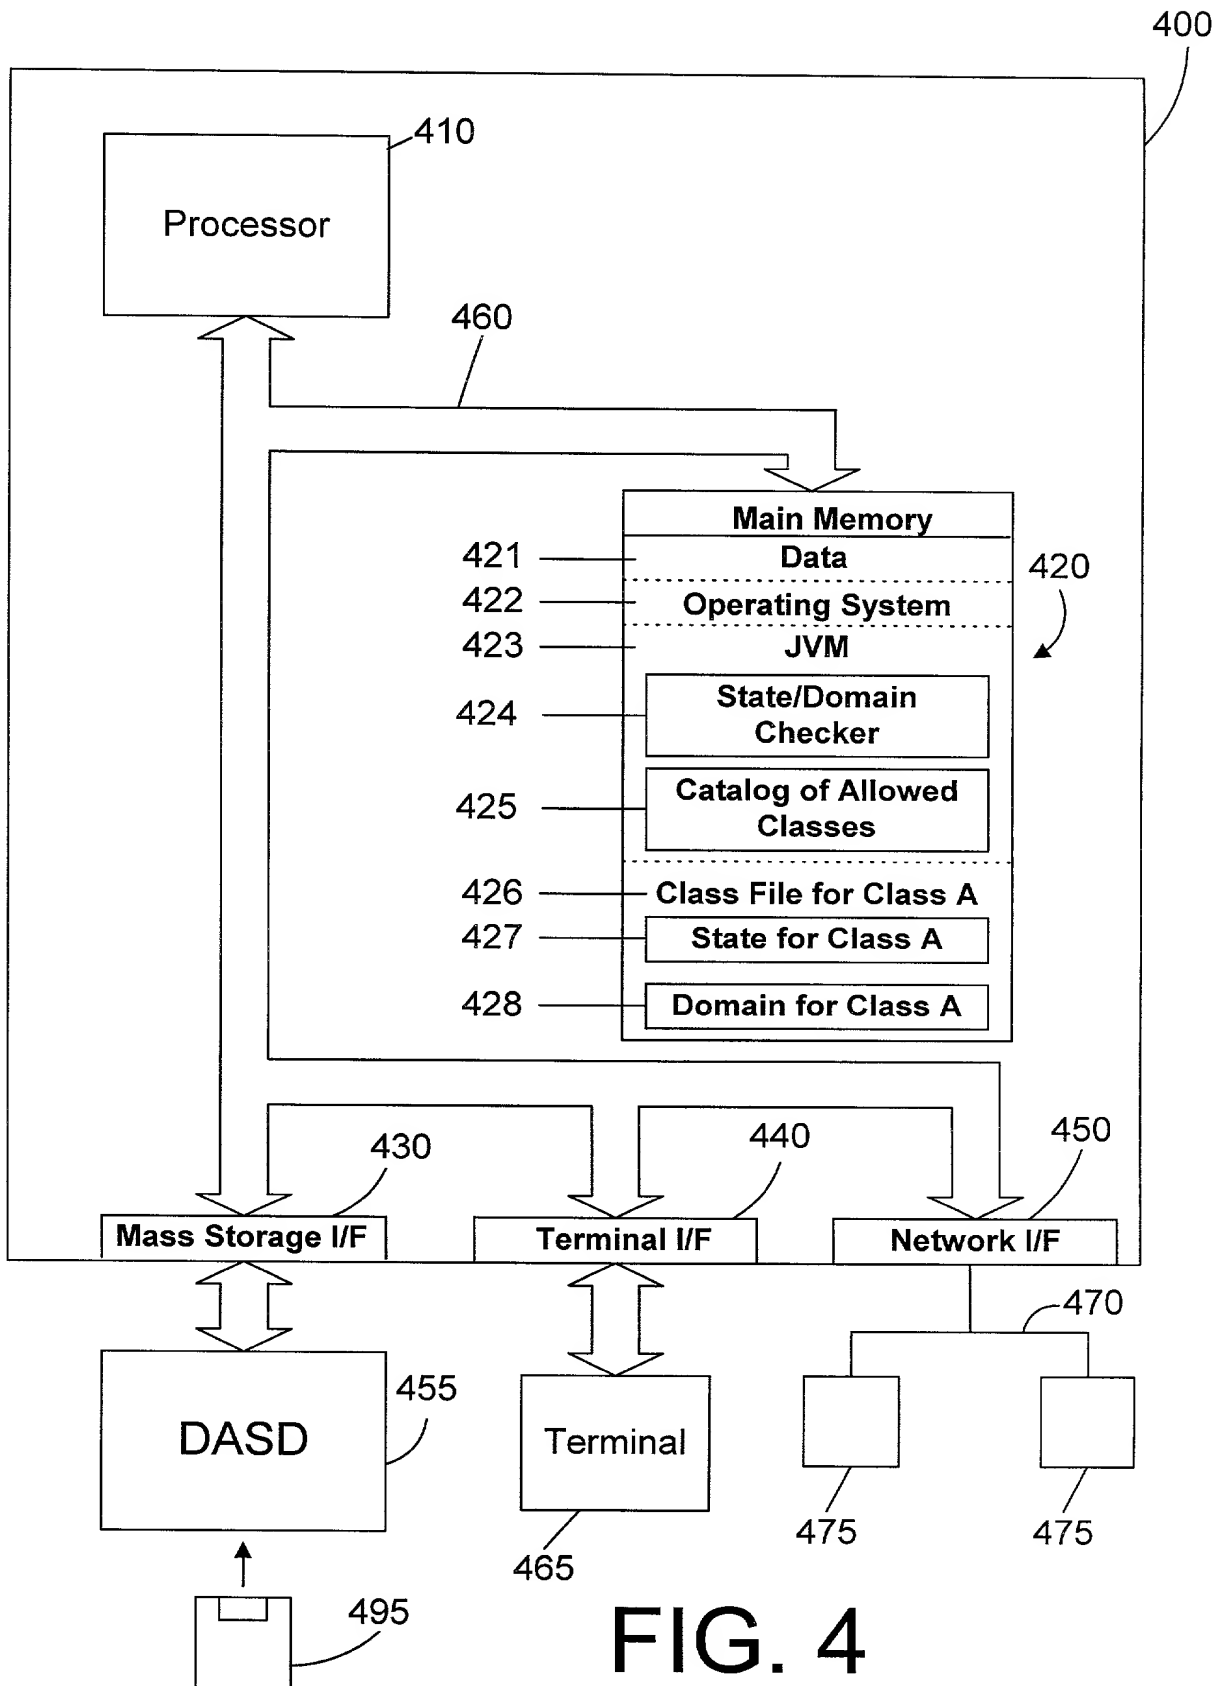 400
410
Processor
460
Main Memory
421
Data
420
422
Operating System
423
JVM
424
State/Domain
Checker
425
Catalog of Allowed
Classes
426
Class File for Class A
427
State for Class A
428
Domain for Class A
430
440
450
Mass Storage I/F
Terminal I/F
Network I/F
470
455
DASD
Terminal
475
475
465
495
FIG. 4